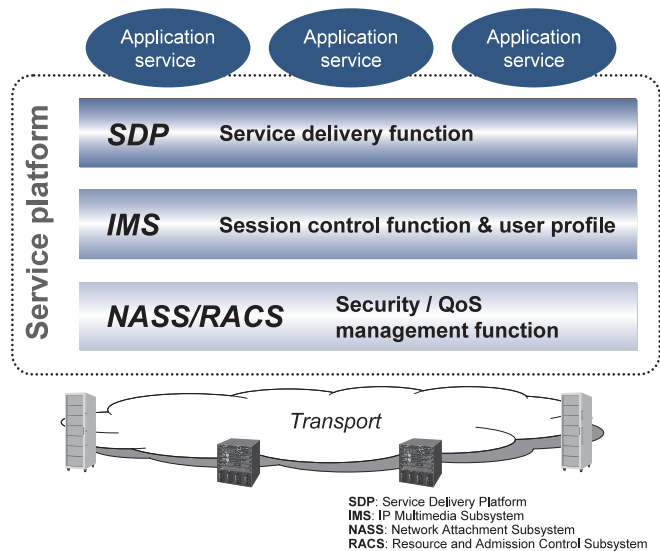 Application
service
Application
service
Application
service
Service platform
SDP Service delivery function
IMS Session control function & user profile
NASS/RACS Security / QoS
management function
Transport
SDP: Service Delivery Platform
IMS: IP Multimedia Subsystem
NASS: Network Attachment Subsystem
RACS: Resource and Admission Control Subsystem